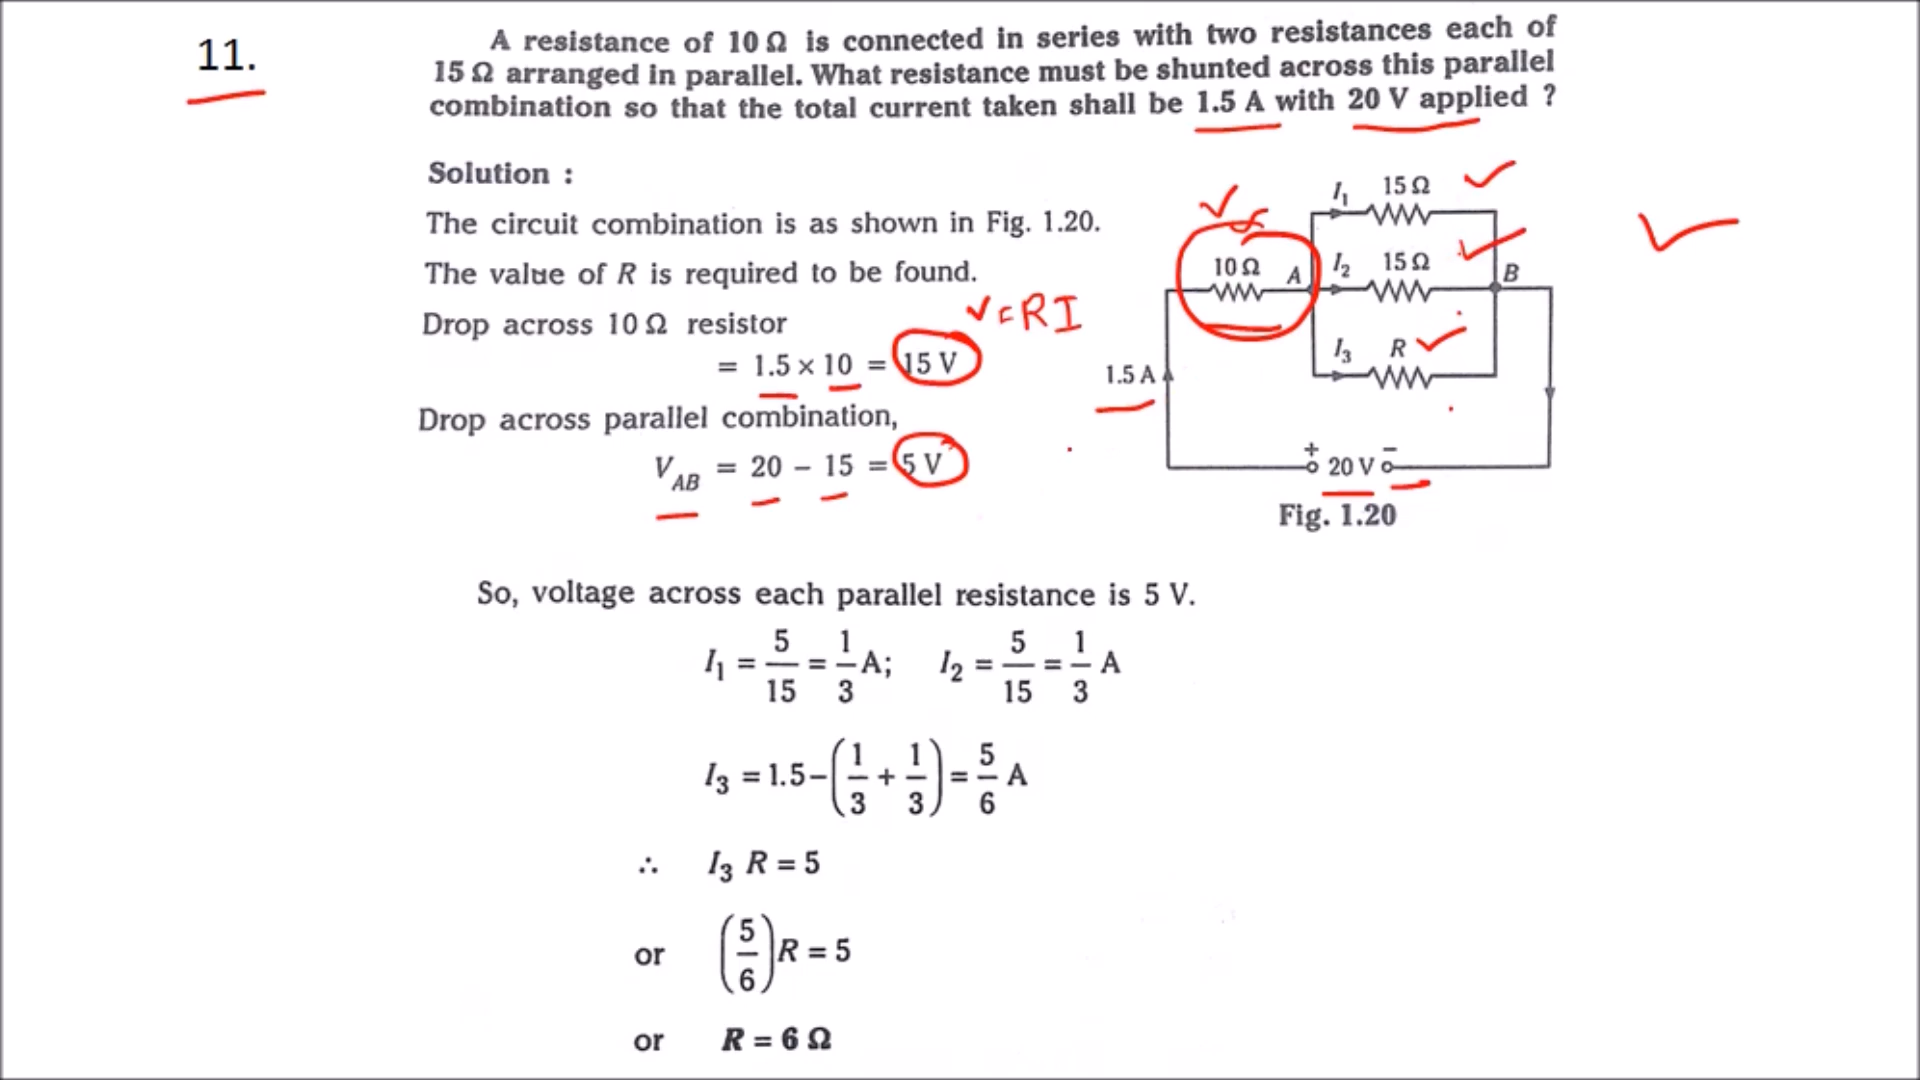 11.
A resistance of 10 Ω is connected in series with two resistances each of
15 Ω arranged in parallel. What resistance must be shunted across this parallel
combination so that the total current taken shall be 1.5 A with 20 V applied ?
Solution :
The circuit combination is as shown in Fig. 1.20.
The value of R is required to be found.
Drop across 10 Ω resistor
= 1.5 × 10 = 15 V
V = RI
Drop across parallel combination,
V_AB = 20 – 15 = 5 V
I₁ 15 Ω
10 Ω A I₂ 15 Ω B
I₃ R
1.5 A
+ 20 V –
Fig. 1.20
So, voltage across each parallel resistance is 5 V.
I₁ = 5/15 = 1/3 A; I₂ = 5/15 = 1/3 A
I₃ = 1.5 – (1/3 + 1/3) = 5/6 A
∴ I₃ R = 5
or (5/6) R = 5
or R = 6 Ω